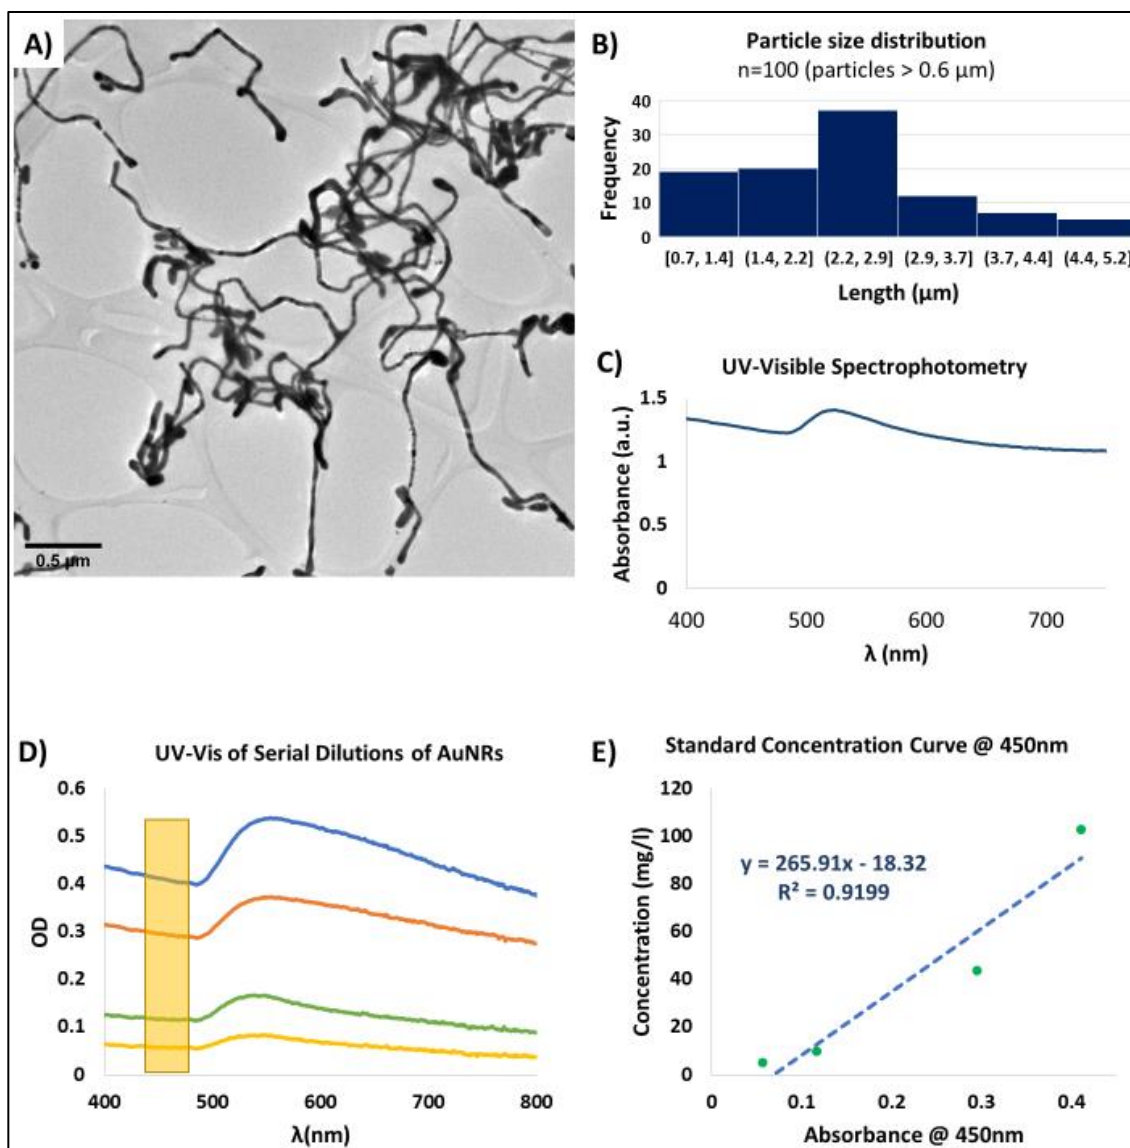 A)
0.5 µm
B)
Particle size distribution
n=100 (particles > 0.6 µm)
Frequency
40
30
20
10
0
[0.7, 1.4] (1.4, 2.2] (2.2, 2.9] (2.9, 3.7] (3.7, 4.4] (4.4, 5.2]
Length (µm)
C)
UV-Visible Spectrophotometry
Absorbance (a.u.)
1.5
1
0.5
0
400 500 600 700
λ (nm)
D)
UV-Vis of Serial Dilutions of AuNRs
OD
0.6
0.5
0.4
0.3
0.2
0.1
0
400 500 600 700 800
λ(nm)
E)
Standard Concentration Curve @ 450nm
Concentration (mg/l)
120
100
80
60
40
20
0
y = 265.91x - 18.32
R² = 0.9199
0 0.1 0.2 0.3 0.4
Absorbance @ 450nm